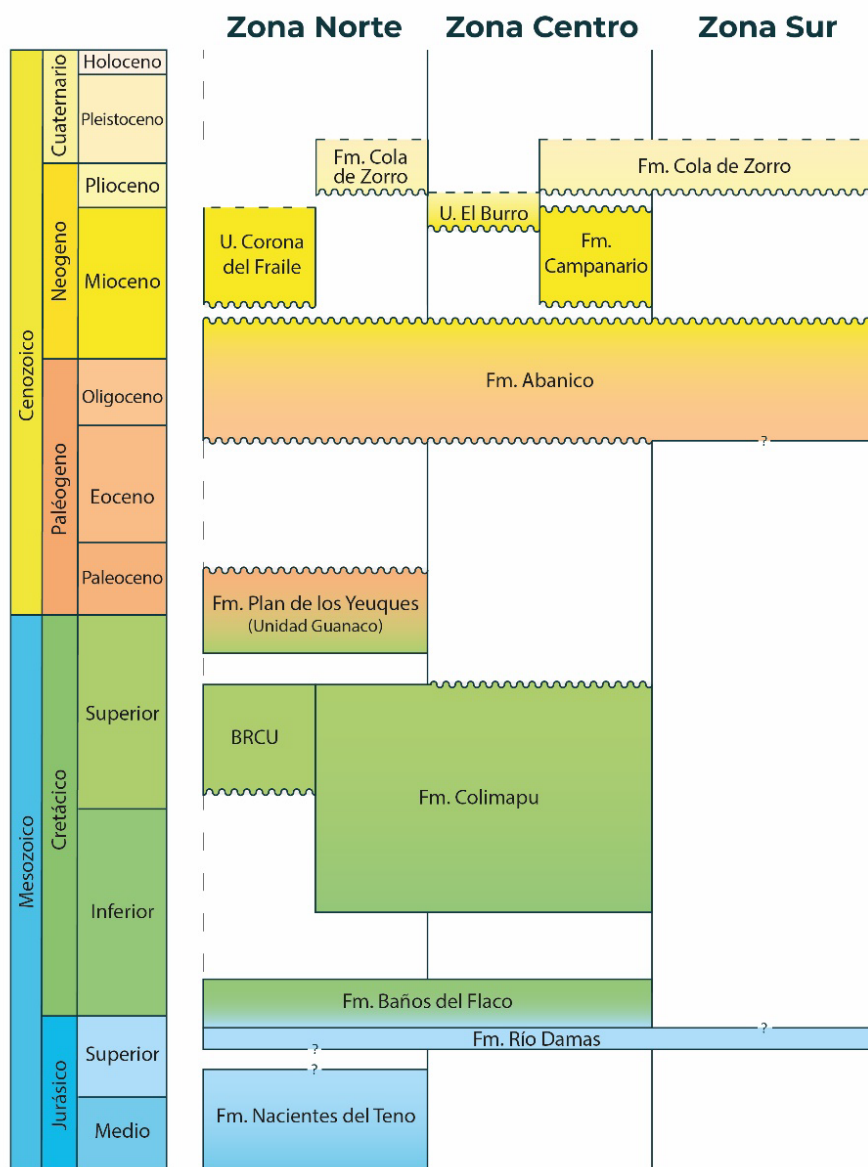 Zona Norte
Zona Centro
Zona Sur
Cenozoico
Mesozoico
Cuaternario
Neogeno
Paléogeno
Cretácico
Jurásico
Holoceno
Pleistoceno
Plioceno
Mioceno
Oligoceno
Eoceno
Paleoceno
Superior
Inferior
Superior
Medio
Fm. Cola
de Zorro
Fm. Cola de Zorro
U. El Burro
U. Corona
del Fraile
Fm.
Campanario
Fm. Abanico
?
Fm. Plan de los Yeuques
(Unidad Guanaco)
BRCU
Fm. Colimapu
Fm. Baños del Flaco
?
Fm. Río Damas
?
?
Fm. Nacientes del Teno